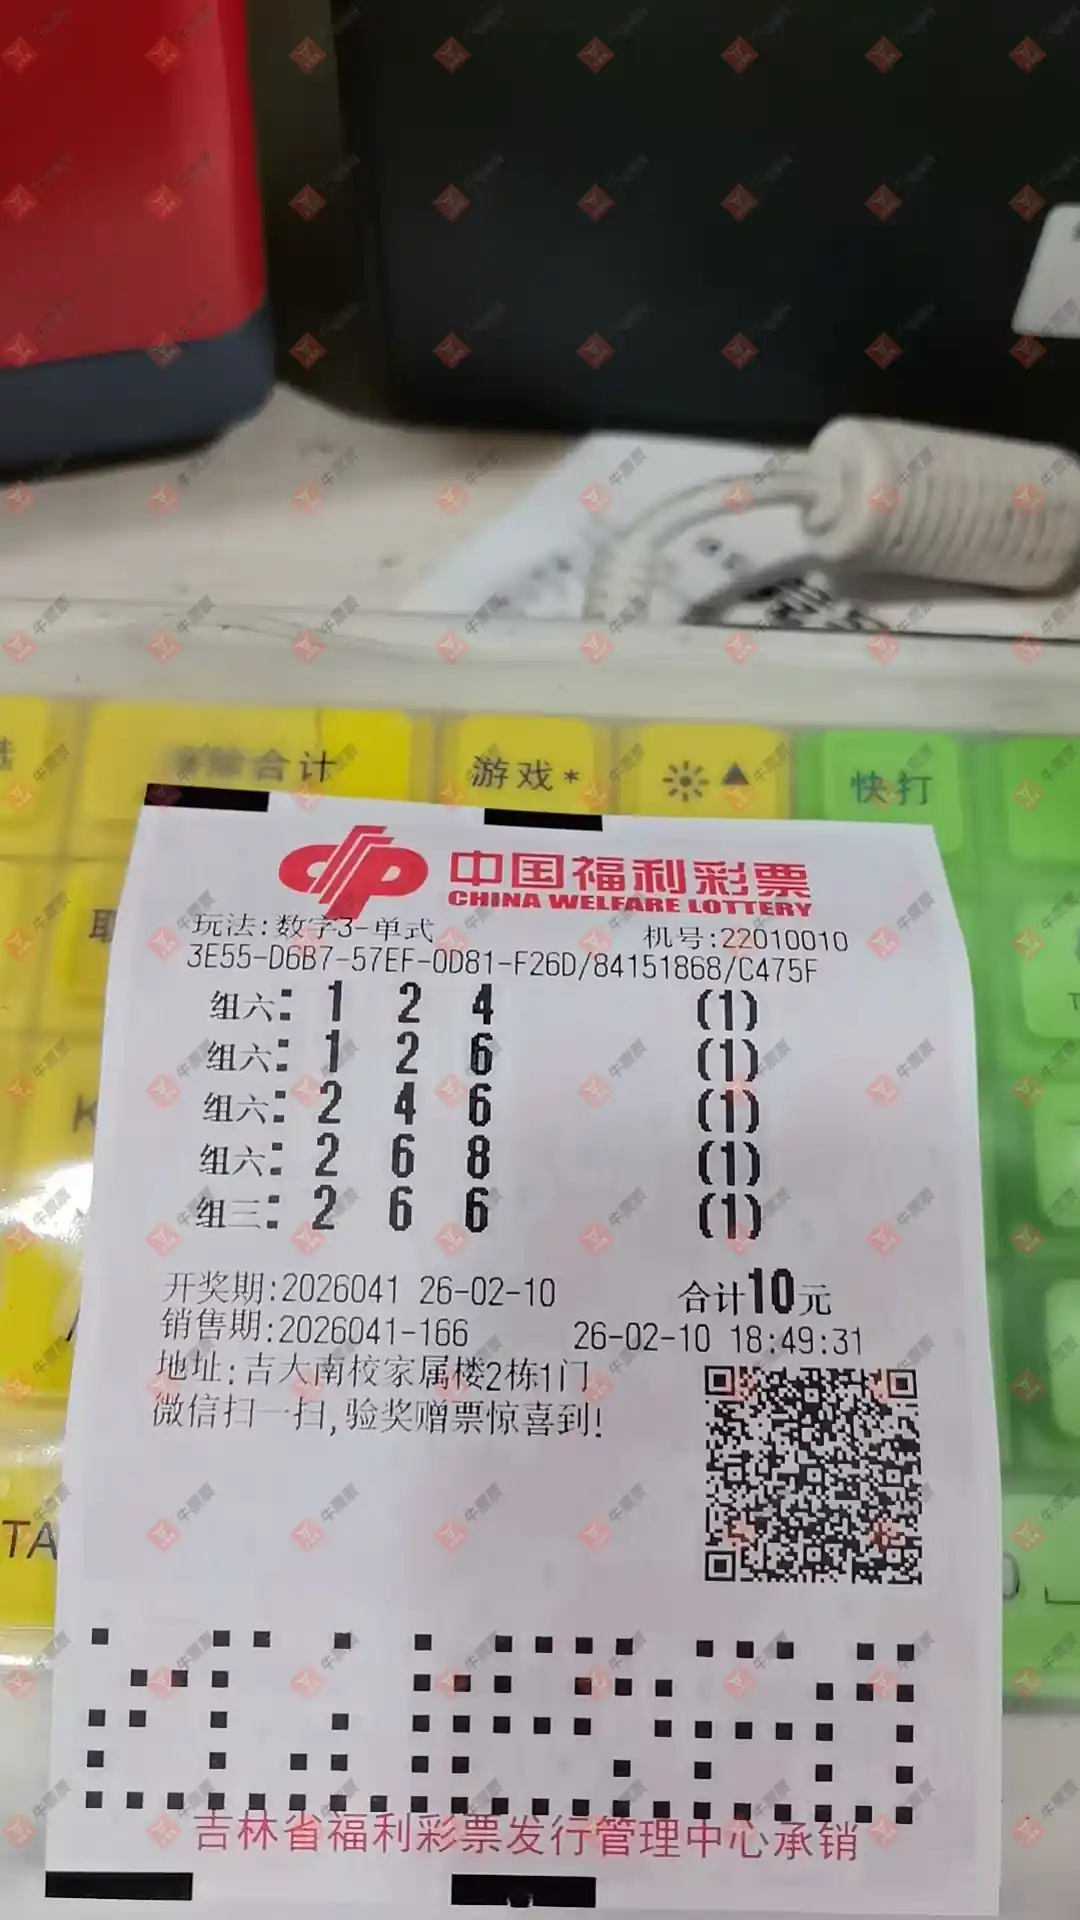 合计
游戏*
快打
TA
中国福利彩票
CHINA WELFARE LOTTERY
玩法:数字3-单式 机号:22010010
3E55-D6B7-57EF-0D81-F26D/84151868/C475F
组六: 1 2 4 (1)
组六: 1 2 6 (1)
组六: 2 4 6 (1)
组六: 2 6 8 (1)
组三: 2 6 6 (1)
开奖期:2026041 26-02-10 合计10元
销售期:2026041-166 26-02-10 18:49:31
地址:吉大南校家属楼2栋1门
微信扫一扫,验奖赠票惊喜到!
吉林省福利彩票发行管理中心承销
牛票票